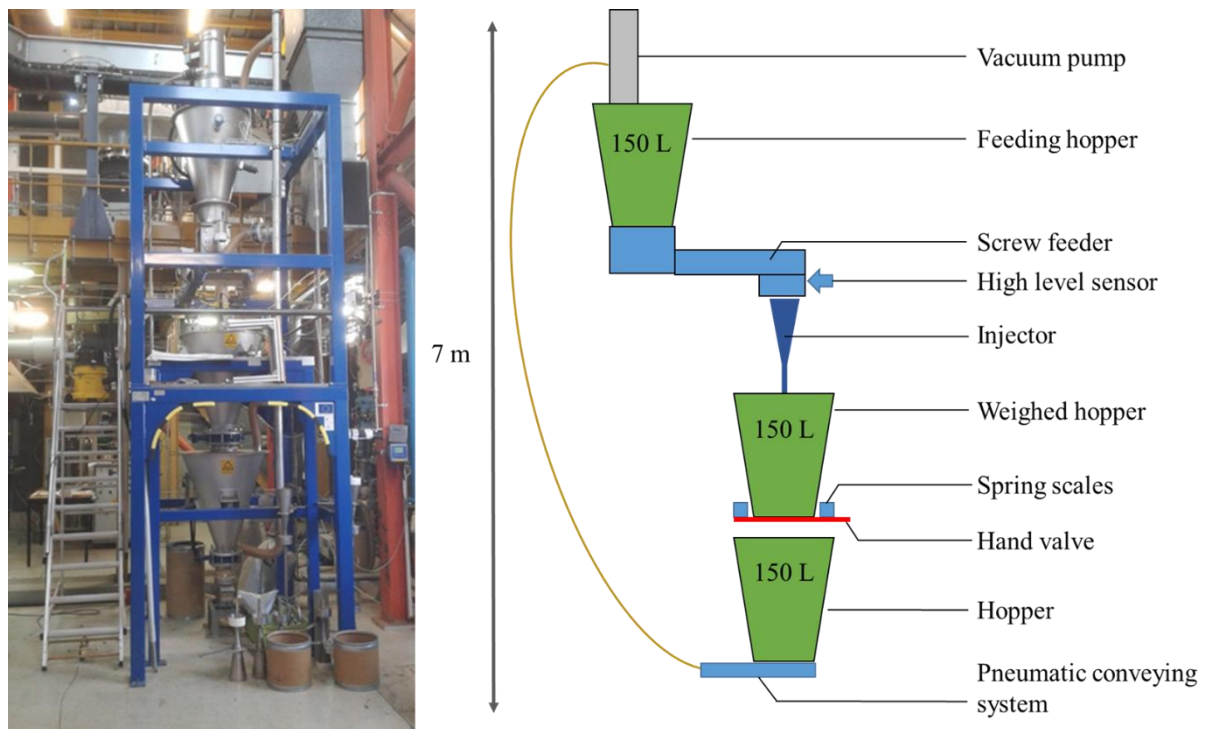 Vacuum pump
150 L
Feeding hopper
Screw feeder
High level sensor
Injector
7 m
150 L
Weighed hopper
Spring scales
Hand valve
150 L
Hopper
Pneumatic conveying
system